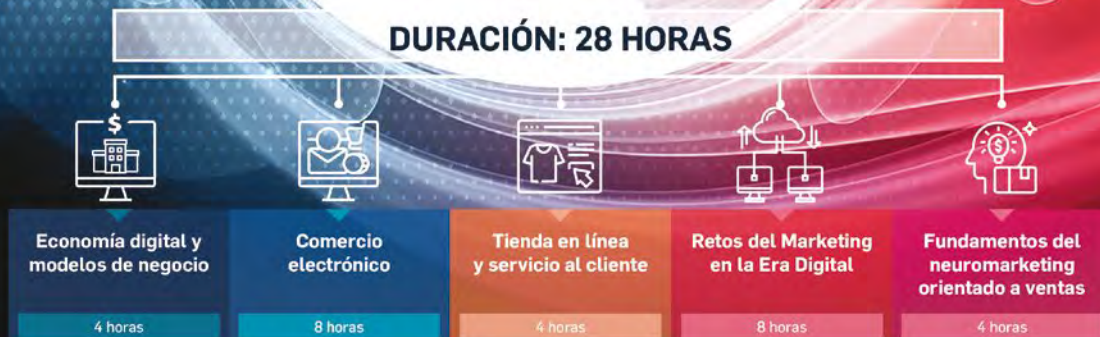 DURACIÓN: 28 HORAS
$
Economía digital y
modelos de negocio
4 horas
Comercio
electrónico
8 horas
Tienda en línea
y servicio al cliente
4 horas
Retos del Marketing
en la Era Digital
8 horas
$
Fundamentos del
neuromarketing
orientado a ventas
4 horas